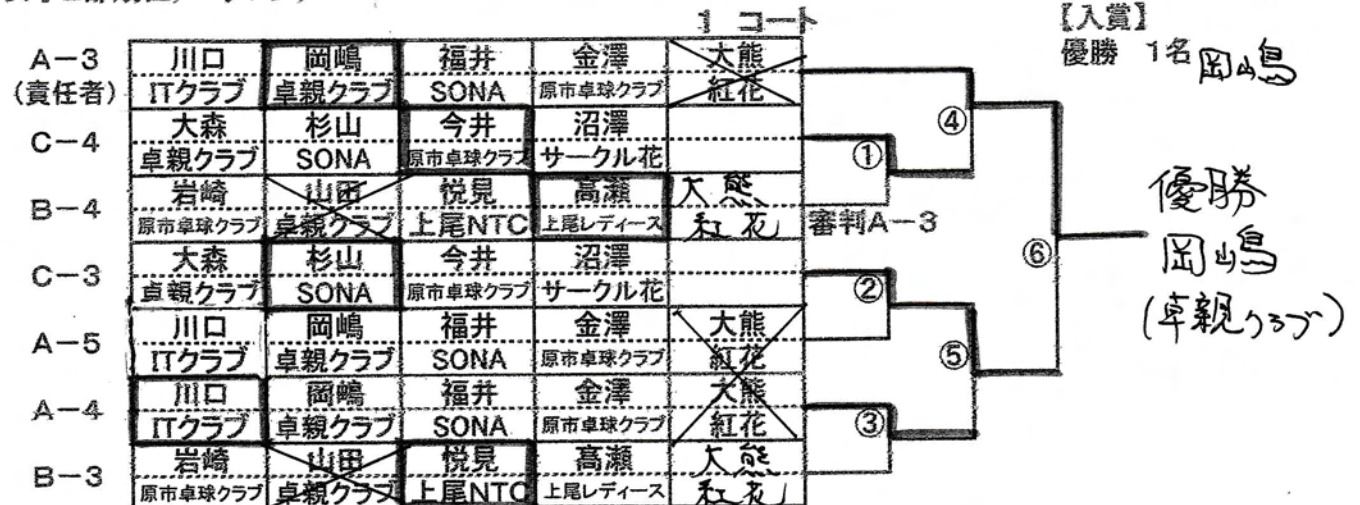 1 コート
【入賞】
優勝 1名 岡嶋
A-3 川口 岡嶋 福井 金澤 大熊
(責任者) ITクラブ 卓親クラブ SONA 原市卓球クラブ 紅花
④
C-4 大森 杉山 今井 沼澤
卓親クラブ SONA 原市卓球クラブ サークル花 ①
B-4 岩崎 山田 悦見 高瀬 大熊
原市卓球クラブ 卓親クラブ 上尾NTC 上尾レディース 紅花 審判A-3
優勝
岡嶋
(卓親クラブ)
⑥
C-3 大森 杉山 今井 沼澤
卓親クラブ SONA 原市卓球クラブ サークル花 ②
A-5 川口 岡嶋 福井 金澤 大熊
ITクラブ 卓親クラブ SONA 原市卓球クラブ 紅花
⑤
A-4 川口 岡嶋 福井 金澤 大熊
ITクラブ 卓親クラブ SONA 原市卓球クラブ 紅花 ③
B-3 岩崎 山田 悦見 高瀬 大熊
原市卓球クラブ 卓親クラブ 上尾NTC 上尾レディース 紅花